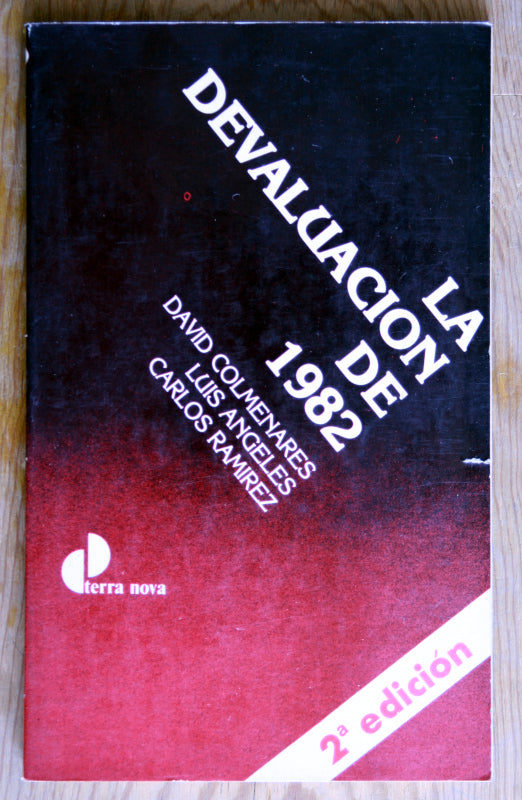 LA
DEVALUACION
DE
1982
DAVID COLMENARES
LUIS ANGELES
CARLOS RAMIREZ
terra nova
2ª edición